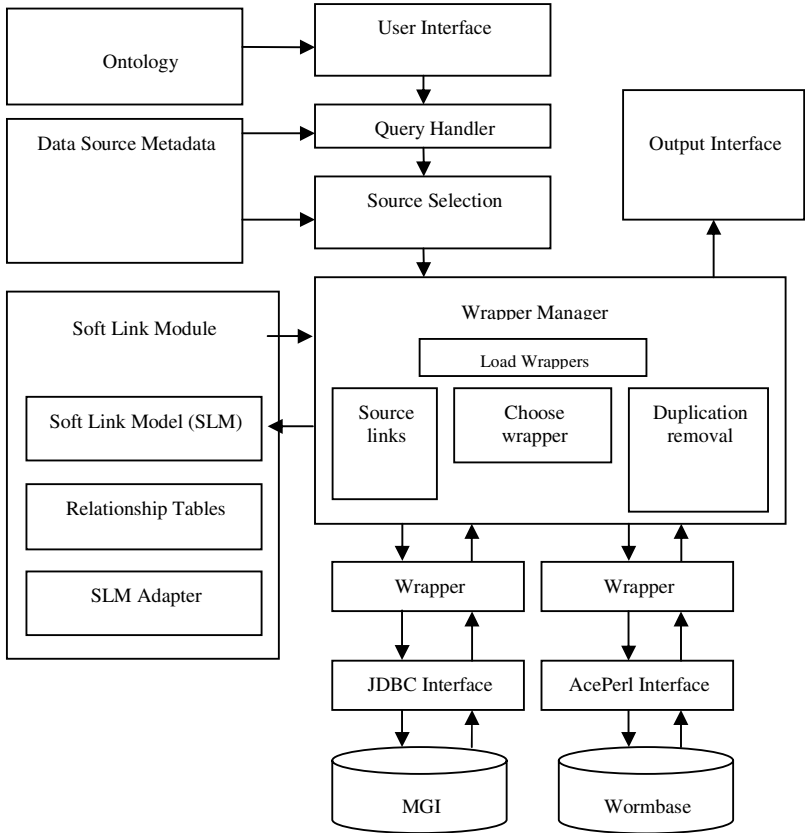 User Interface
Ontology
Query Handler
Data Source Metadata
Output Interface
Source Selection
Wrapper Manager
Soft Link Module
Load Wrappers
Soft Link Model (SLM)
Source
links
Choose
wrapper
Duplication
removal
Relationship Tables
SLM Adapter
Wrapper
Wrapper
JDBC Interface
AcePerl Interface
MGI
Wormbase